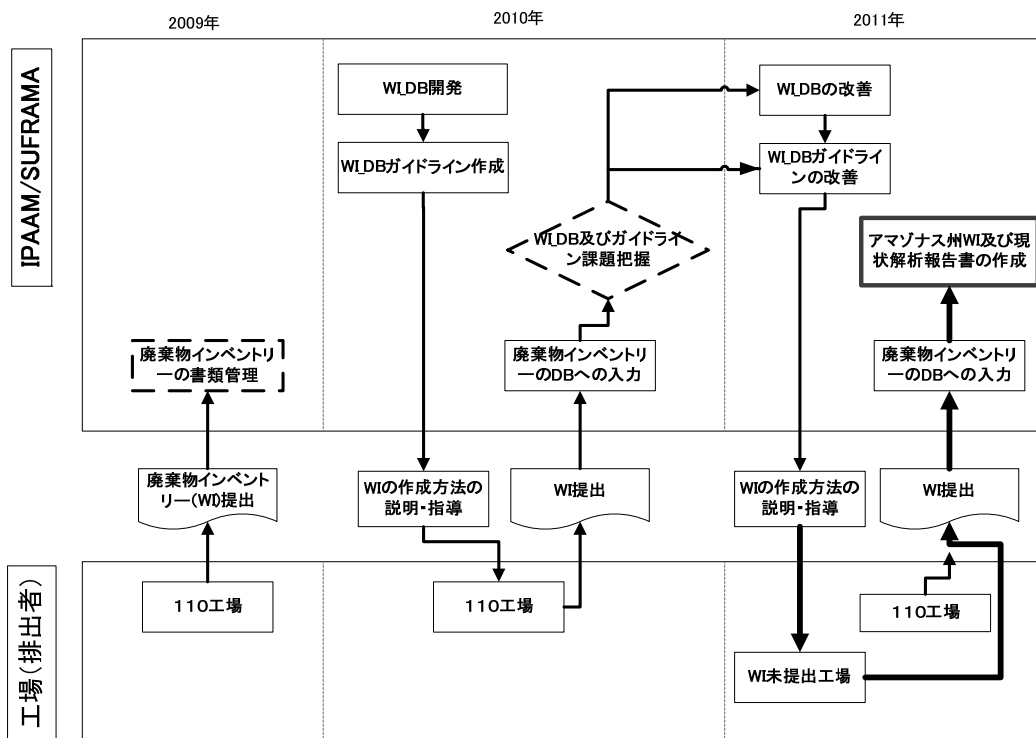 2009年
2010年
2011年
IPAAM/SUFRAMA
WI_DB開発
WI_DBガイドライン作成
WI_DB及びガイドライ
ン課題把握
WI_DBの改善
WI_DBガイドライ
ンの改善
アマゾナス州WI及び現
状解析報告書の作成
廃棄物インベントリ
ーの書類管理
廃棄物インベントリ
ーのDBへの入力
廃棄物インベントリ
ーのDBへの入力
廃棄物インベント
リー(WI)提出
WIの作成方法の
説明・指導
WI提出
WIの作成方法の
説明・指導
WI提出
工場(排出者)
110工場
110工場
110工場
WI未提出工場